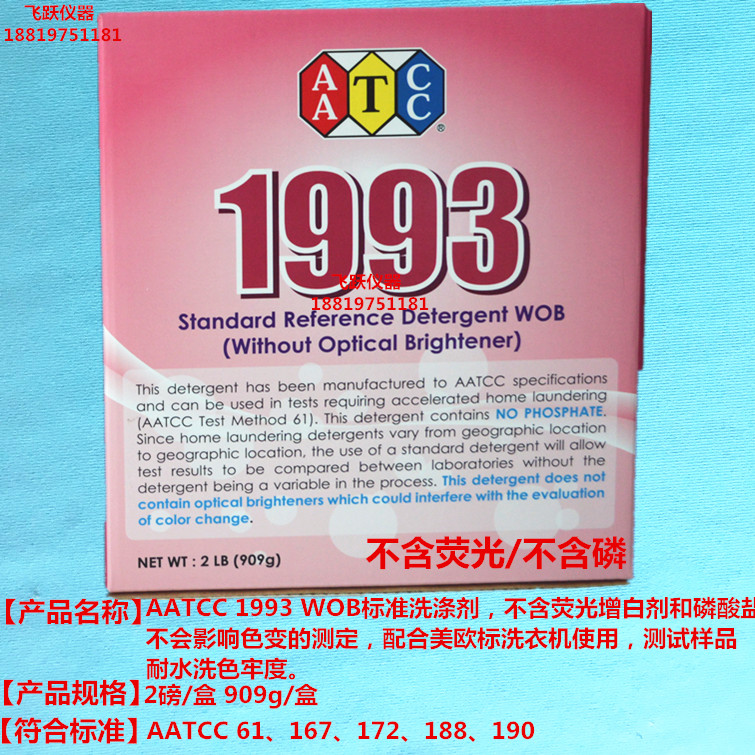 飞跃仪器
18819751181
A A T C C
®
1993
飞跃仪器
18819751181
Standard Reference Detergent WOB
(Without Optical Brightener)
This detergent has been manufactured to AATCC specifications
and can be used in tests requiring accelerated home laundering
(AATCC Test Method 61). This detergent contains NO PHOSPHATE.
Since home laundering detergents vary from geographic location
to geographic location, the use of a standard detergent will allow
test results to be compared between laboratories without the
detergent being a variable in the process. This detergent does not
contain optical brighteners which could interfere with the evaluation
of color change.
NET WT : 2 LB (909g)
不含荧光/不含磷
【产品名称】AATCC 1993 WOB标准洗涤剂，不含荧光增白剂和磷酸盐
不会影响色变的测定，配合美欧标洗衣机使用，测试样品
耐水洗色牢度。
【产品规格】2磅/盒 909g/盒
【符合标准】AATCC 61、167、172、188、190